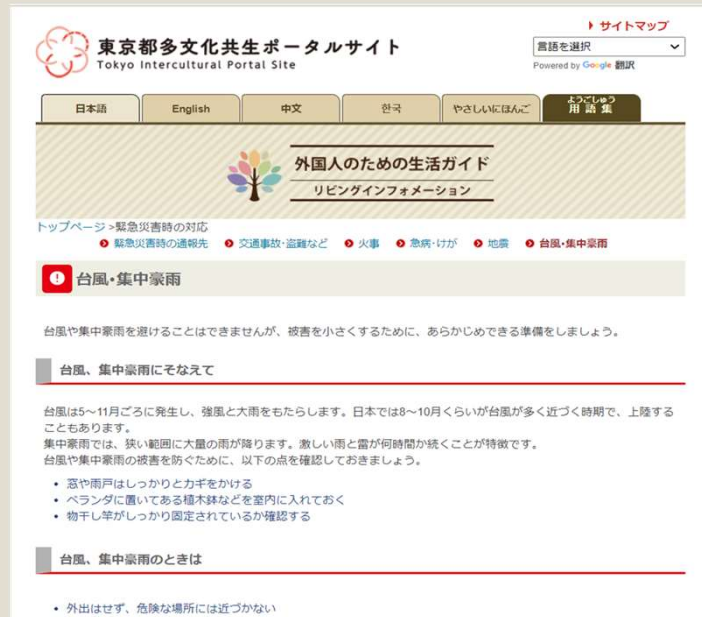 サイトマップ
東京都多文化共生ポータルサイト
Tokyo Intercultural Portal Site
言語を選択
Powered by Google 翻訳
日本語
English
中文
한국
やさしいにほんご
ようごしゅう
用語集
外国人のための生活ガイド
リビングインフォメーション
トップページ >緊急災害時の対応
緊急災害時の通報先 交通事故・盗難など 火事 急病・けが 地震 台風・集中豪雨
台風・集中豪雨
台風や集中豪雨を避けることはできませんが、被害を小さくするために、あらかじめできる準備をしましょう。
台風、集中豪雨にそなえて
台風は5～11月ごろに発生し、強風と大雨をもたらします。日本では8～10月くらいが台風が多く近づく時期で、上陸する
こともあります。
集中豪雨では、狭い範囲に大量の雨が降ります。激しい雨と雷が何時間か続くことが特徴です。
台風や集中豪雨の被害を防ぐために、以下の点を確認しておきましょう。
• 窓や雨戸はしっかりとカギをかける
• ベランダに置いてある植木鉢などを室内に入れておく
• 物干し竿がしっかり固定されているか確認する
台風、集中豪雨のときは
• 外出はせず、危険な場所には近づかない